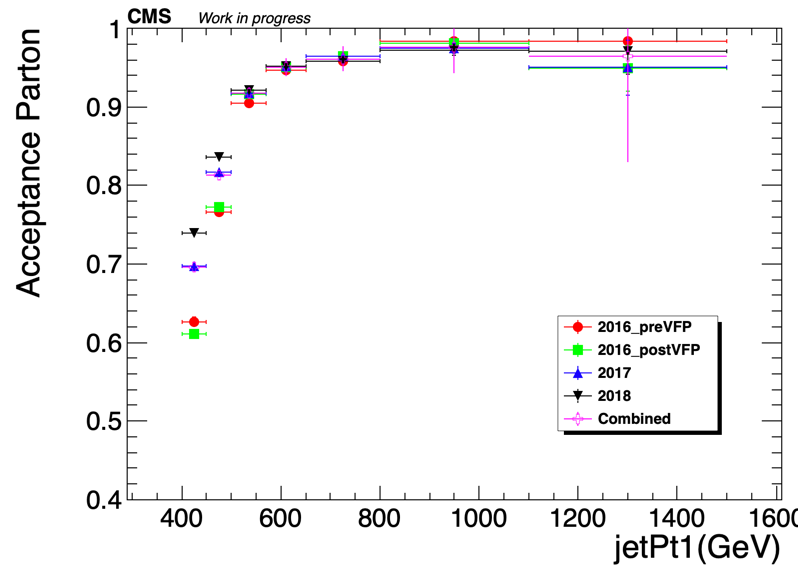 CMS Work in progress
Acceptance Parton
1
0.9
0.8
0.7
0.6
0.5
0.4
2016_preVFP
2016_postVFP
2017
2018
Combined
400 600 800 1000 1200 1400 1600
jetPt1(GeV)